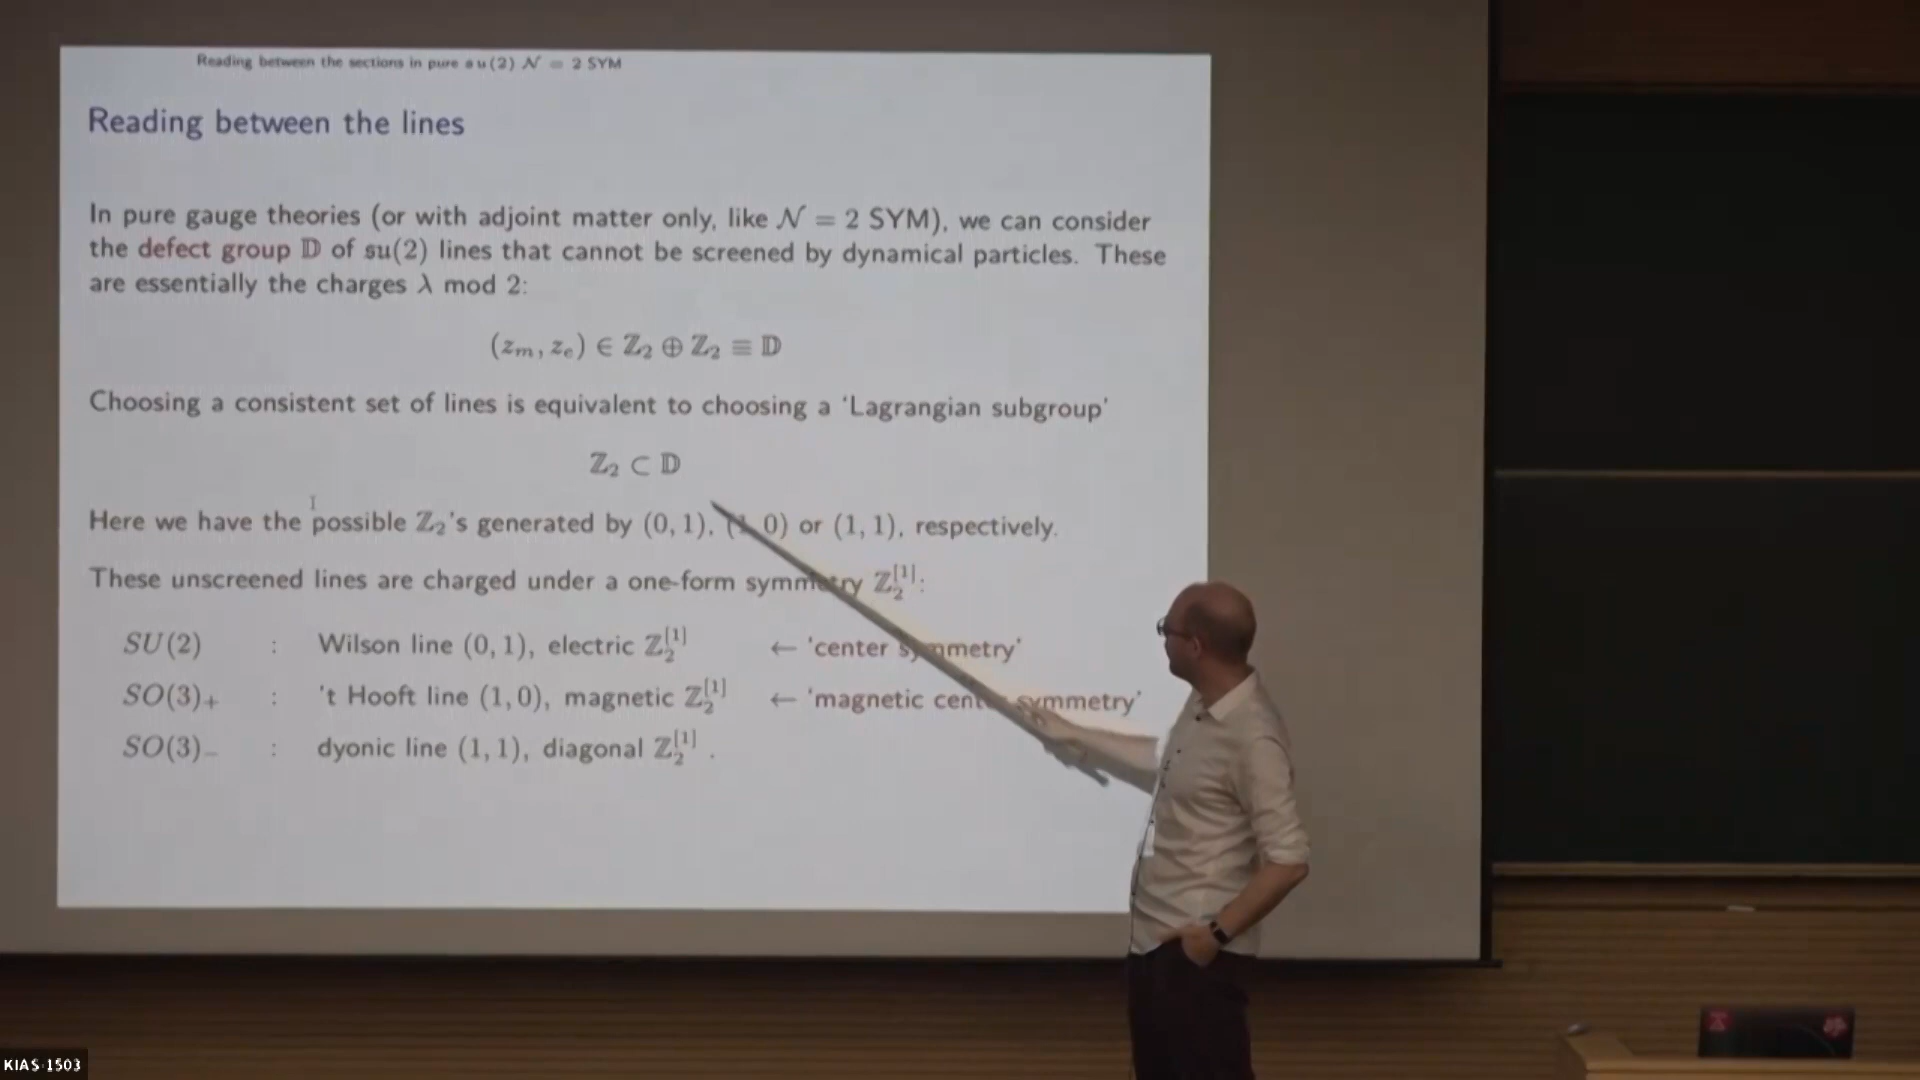 Reading between the sections in pure su(2) N = 2 SYM
Reading between the lines
In pure gauge theories (or with adjoint matter only, like N = 2 SYM), we can consider
the defect group 𝔻 of su(2) lines that cannot be screened by dynamical particles. These
are essentially the charges λ mod 2:
(z_m, z_e) ∈ ℤ₂ ⊕ ℤ₂ ≡ 𝔻
Choosing a consistent set of lines is equivalent to choosing a ‘Lagrangian subgroup’
ℤ₂ ⊂ 𝔻
Here we have the possible ℤ₂'s generated by (0, 1), (1, 0) or (1, 1), respectively.
These unscreened lines are charged under a one-form symmetry ℤ₂^[1]:
SU(2) : Wilson line (0, 1), electric ℤ₂^[1] ← ‘center symmetry’
SO(3)₊ : 't Hooft line (1, 0), magnetic ℤ₂^[1] ← ‘magnetic center symmetry’
SO(3)₋ : dyonic line (1, 1), diagonal ℤ₂^[1] .
KIAS 1503